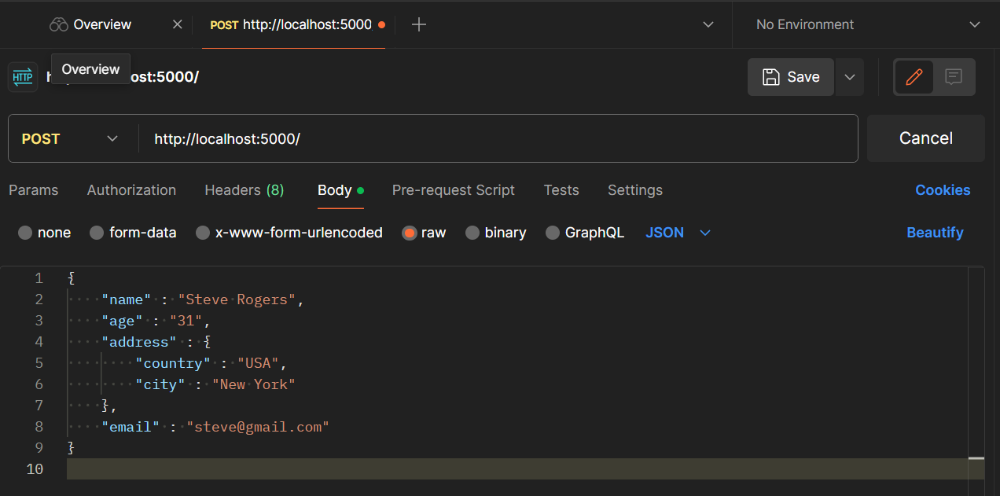 Overview
POST http://localhost:5000
No Environment
HTTP
Overview
ost:5000/
Save
POST
http://localhost:5000/
Cancel
Params Authorization Headers (8) Body Pre-request Script Tests Settings Cookies
none form-data x-www-form-urlencoded raw binary GraphQL JSON Beautify
1 {
2 "name" : "Steve Rogers",
3 "age" : "31",
4 "address" : {
5 "country" : "USA",
6 "city" : "New York"
7 },
8 "email" : "steve@gmail.com"
9 }
10